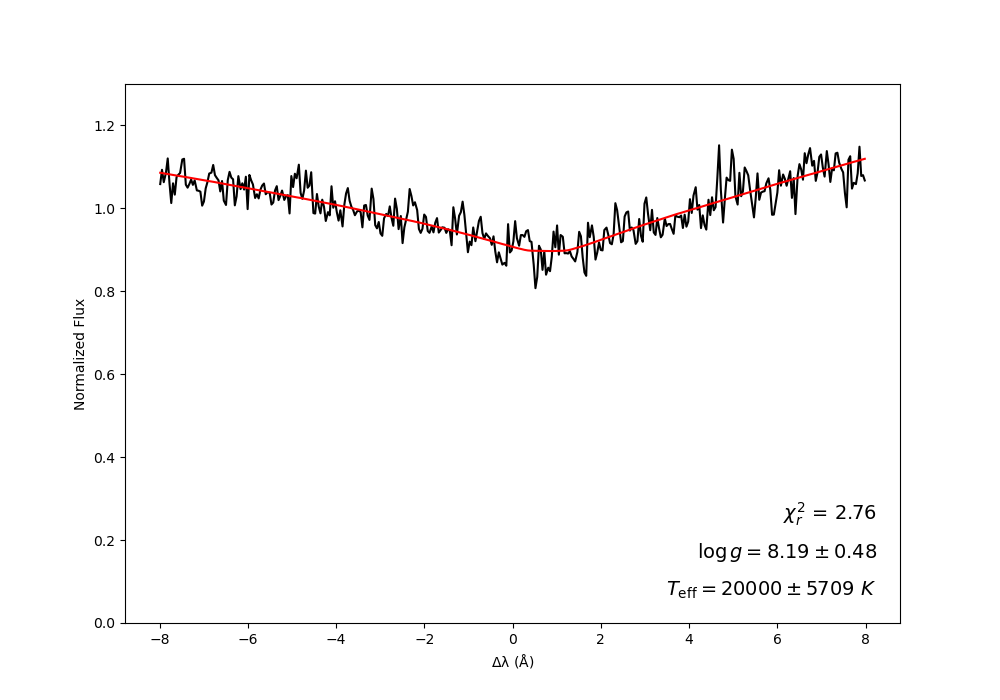 1.2
1.0
0.8
0.6
0.4
0.2
0.0
Normalized Flux
χ²ᵣ = 2.76
log g = 8.19 ± 0.48
T_eff = 20000 ± 5709 K
−8 −6 −4 −2 0 2 4 6 8
Δλ (Å)